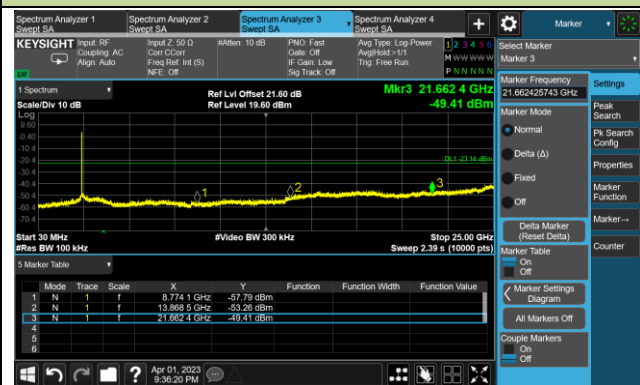 Spectrum Analyzer 1
Swept SA
Spectrum Analyzer 2
Swept SA
Spectrum Analyzer 3
Swept SA
Spectrum Analyzer 4
Swept SA
+
Marker
KEYSIGHT
Input: RF
Coupling: AC
Align: Auto
Input Z: 50 Ω
Corr CCorr
Freq Ref: Int (S)
NFE: Off
#Atten: 10 dB
PNO: Fast
Gate: Off
IF Gain: Low
Sig Track: Off
Avg Type: Log-Power
Avg|Hold:>1/1
Trig: Free Run
1 2 3 4 5 6
M W W W W W
P N N N N N
LXI
Select Marker
Marker 3
1 Spectrum
Scale/Div 10 dB
Ref Lvl Offset 21.60 dB
Ref Level 19.60 dBm
Mkr3 21.662 4 GHz
-49.41 dBm
Log
9.60
-0.40
-10.4
-20.4
-30.4
-40.4
-50.4
-60.4
-70.4
DL1 -23.14 dBm
1
2
3
Start 30 MHz
#Res BW 100 kHz
#Video BW 300 kHz
Stop 25.00 GHz
Sweep 2.39 s (10000 pts)
5 Marker Table
Mode Trace Scale X Y Function Function Width Function Value
1 N 1 f 8.774 1 GHz -57.79 dBm
2 N 1 f 13.868 5 GHz -53.26 dBm
3 N 1 f 21.662 4 GHz -49.41 dBm
4
5
6
Marker Frequency
21.662425743 GHz
Marker Mode
Normal
Delta (Δ)
Fixed
Off
Delta Marker
(Reset Delta)
Marker Table
On
Off
Marker Settings
Diagram
All Markers Off
Couple Markers
On
Off
Settings
Peak
Search
Pk Search
Config
Properties
Marker
Function
Marker→
Counter
?
Apr 01, 2023
9:36:20 PM